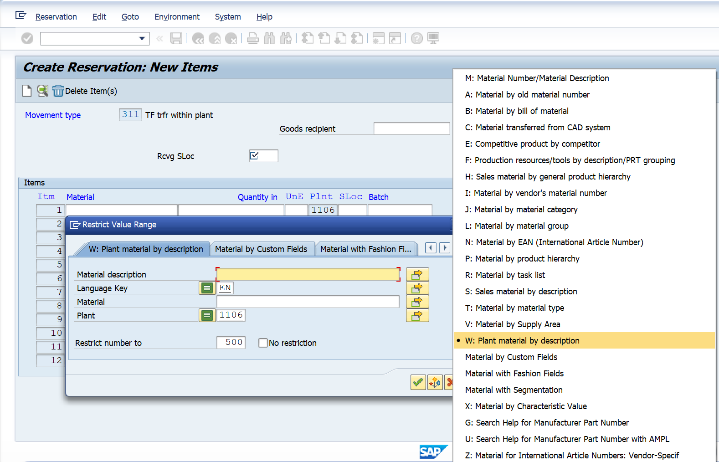 Reservation Edit Goto Environment System Help
Create Reservation: New Items
Delete Item(s)
Movement type 311 TF trfr within plant
Goods recipient
Rcvg SLoc
Items
Itm Material Quantity in UnE Plnt SLoc Batch
1 1106
2
3
4
5
6
7
8
9
10
11
12
Restrict Value Range
W: Plant material by description Material by Custom Fields Material with Fashion Fi...
Material description
Language Key EN
Material
Plant 1106
Restrict number to 500 No restriction
SAP
M: Material Number/Material Description
A: Material by old material number
B: Material by bill of material
C: Material transferred from CAD system
E: Competitive product by competitor
F: Production resources/tools by description/PRT grouping
H: Sales material by general product hierarchy
I: Material by vendor's material number
J: Material by material category
L: Material by material group
N: Material by EAN (International Article Number)
P: Material by product hierarchy
R: Material by task list
S: Sales material by description
T: Material by material type
V: Material by Supply Area
• W: Plant material by description
Material by Custom Fields
Material with Fashion Fields
Material with Segmentation
X: Material by Characteristic Value
G: Search Help for Manufacturer Part Number
U: Search Help for Manufacturer Part Number with AMPL
Z: Material for International Article Numbers: Vendor-Specif